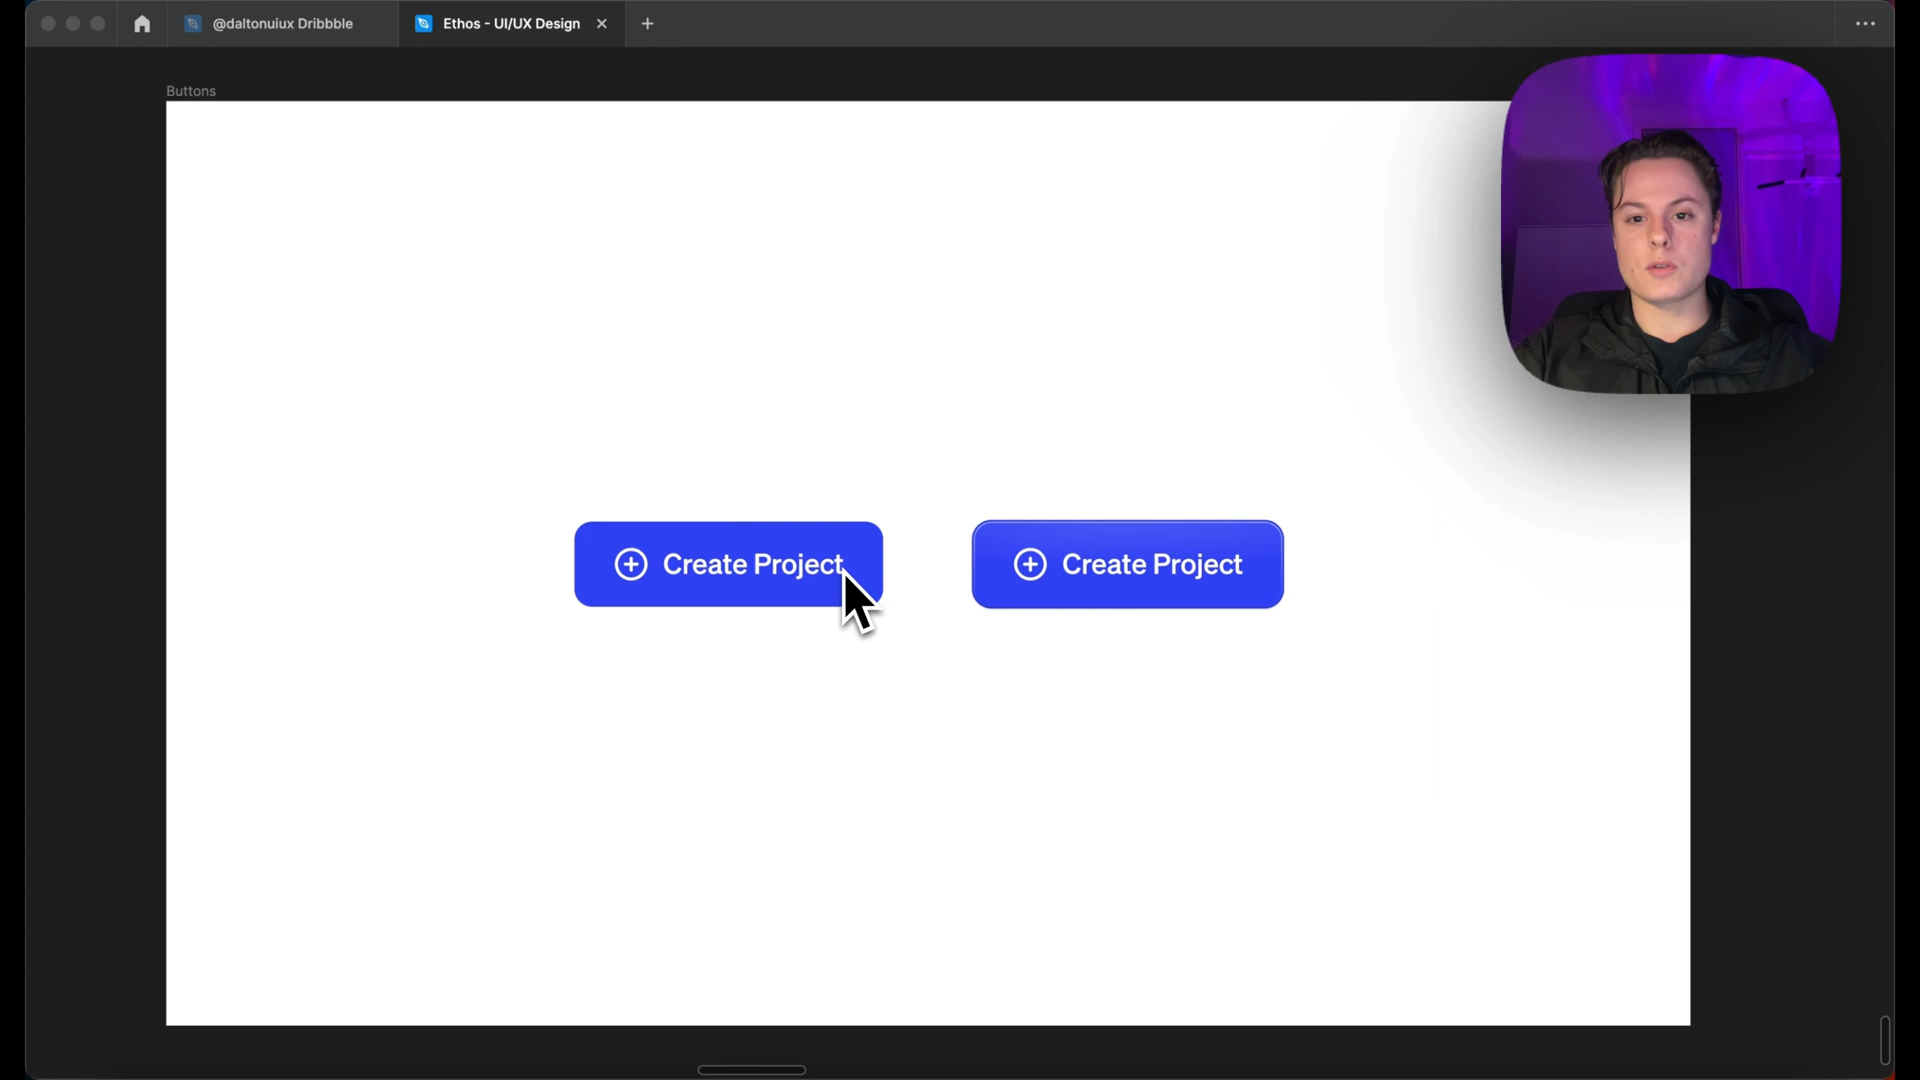 @daltonuiux Dribbble
Ethos - UI/UX Design
Buttons
Create Project
Create Project